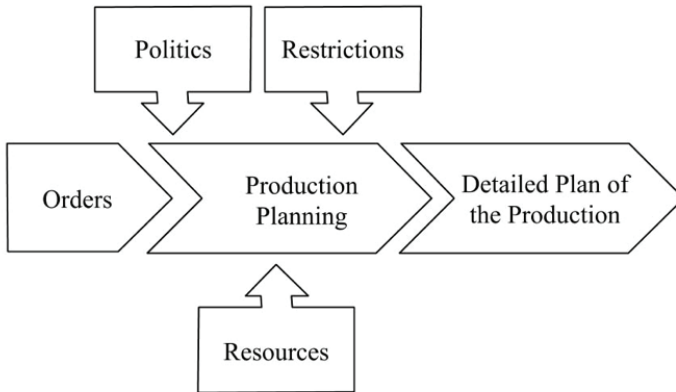 Politics
Restrictions
Orders
Production
Planning
Detailed Plan of
the Production
Resources